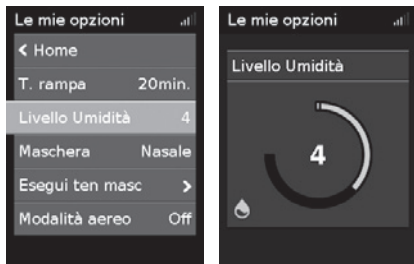 Le mie opzioni
< Home
T. rampa 20min.
Livello Umidità 4
Maschera Nasale
Esegui ten masc >
Modalità aereo Off
Le mie opzioni
Livello Umidità
4